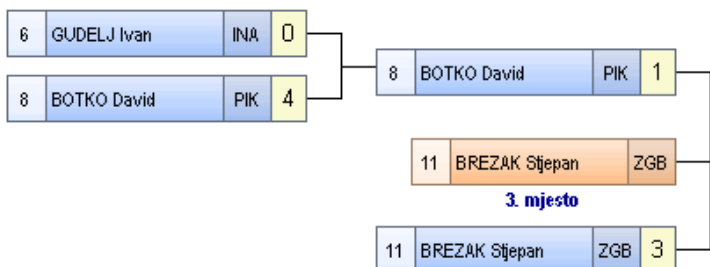 6 GUDELJ Ivan INA 0
8 BOTKO David PIK 4
8 BOTKO David PIK 1
11 BREZAK Stjepan ZGB
3. mjesto
11 BREZAK Stjepan ZGB 3